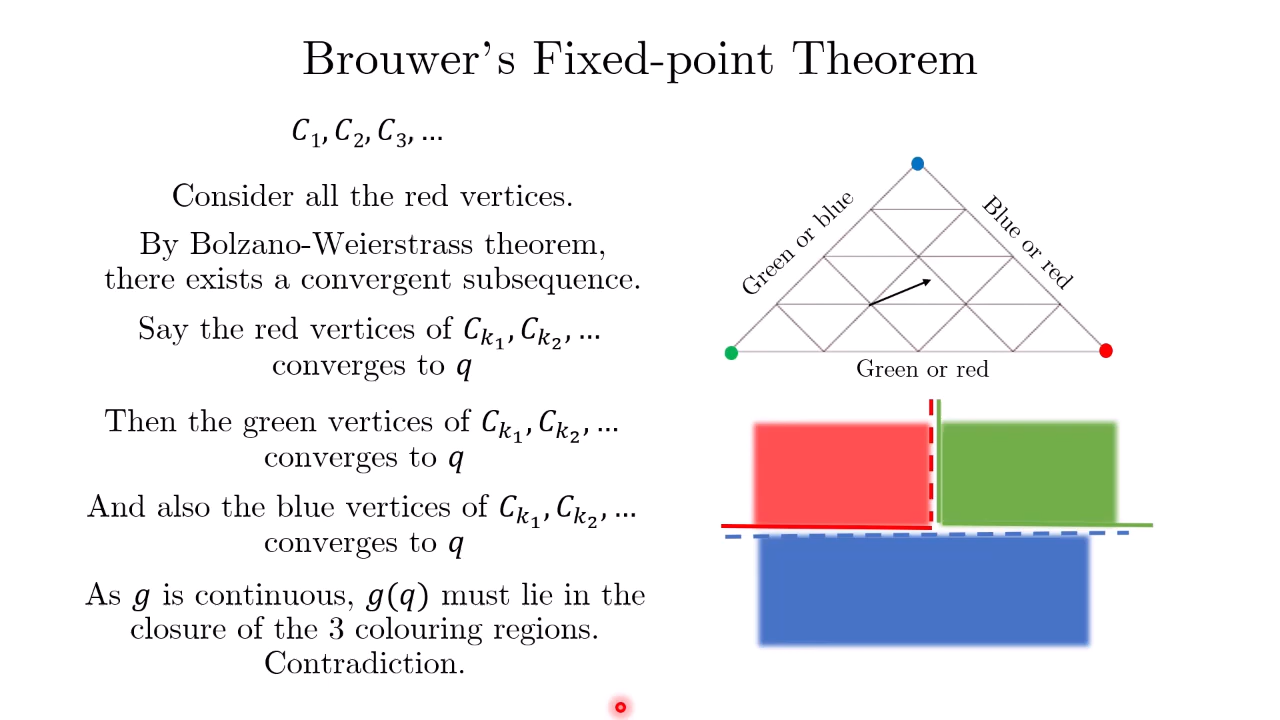 Brouwer's Fixed-point Theorem
C₁, C₂, C₃, ...
Consider all the red vertices.
By Bolzano-Weierstrass theorem,
there exists a convergent subsequence.
Say the red vertices of C_{k₁}, C_{k₂}, ...
converges to q
Then the green vertices of C_{k₁}, C_{k₂}, ...
converges to q
And also the blue vertices of C_{k₁}, C_{k₂}, ...
converges to q
As g is continuous, g(q) must lie in the
closure of the 3 colouring regions.
Contradiction.
Green or blue
Blue or red
Green or red